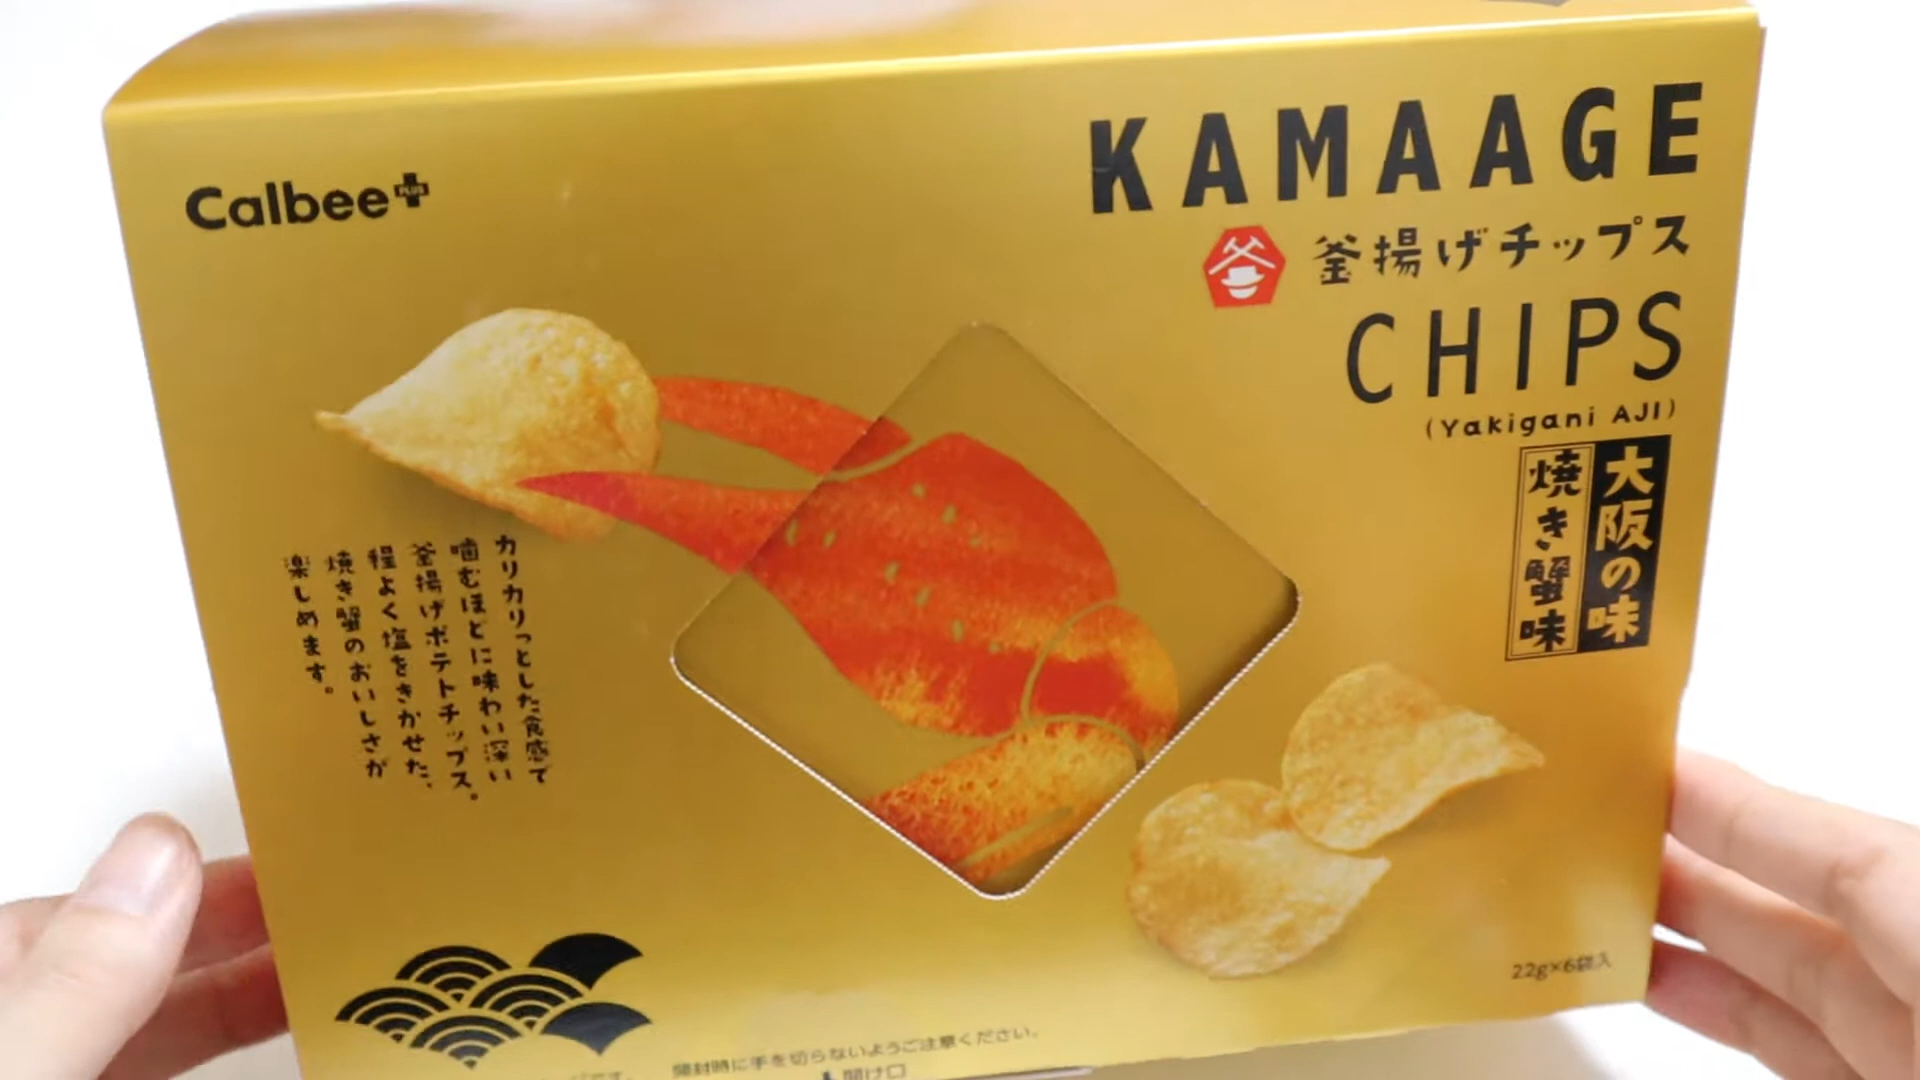 Calbee+
PLUS
KAMAAGE
釜揚げチップス
CHIPS
(Yakigani AJI)
大阪の味
焼き蟹味
カリカリっとした食感で
噛むほどに味わい深い
釜揚げポテトチップス。
程よく塩をきかせた、
焼き蟹のおいしさが
楽しめます。
22g×6袋入
開封時に手を切らないようご注意ください。
開け口
です。